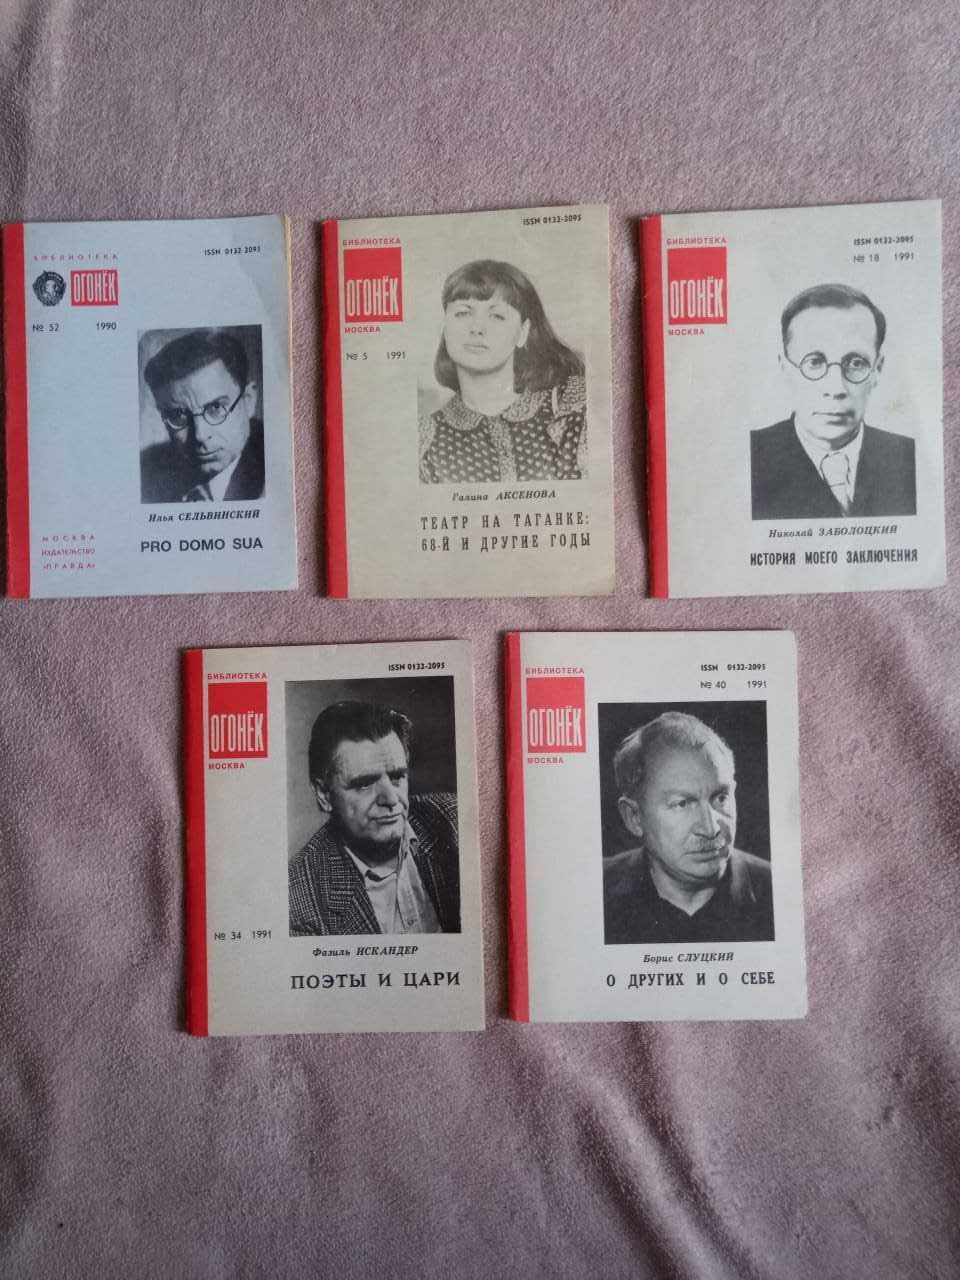 БИБЛИОТЕКА
ОГОНЁК
ISSN 0132-2095
№ 52 1990
Илья СЕЛЬВИНСКИЙ
PRO DOMO SUA
МОСКВА
ИЗДАТЕЛЬСТВО
«ПРАВДА»
ISSN 0132-2095
БИБЛИОТЕКА
ОГОНЁК
МОСКВА
№ 5 1991
Галина АКСЕНОВА
ТЕАТР НА ТАГАНКЕ:
68-Й И ДРУГИЕ ГОДЫ
БИБЛИОТЕКА
ОГОНЁК
МОСКВА
ISSN 0132-2095
№ 18 1991
Николай ЗАБОЛОЦКИЙ
ИСТОРИЯ МОЕГО ЗАКЛЮЧЕНИЯ
ISSN 0132-2095
БИБЛИОТЕКА
ОГОНЁК
МОСКВА
№ 34 1991
Фазиль ИСКАНДЕР
ПОЭТЫ И ЦАРИ
БИБЛИОТЕКА
ОГОНЁК
МОСКВА
ISSN 0132-2095
№ 40 1991
Борис СЛУЦКИЙ
О ДРУГИХ И О СЕБЕ